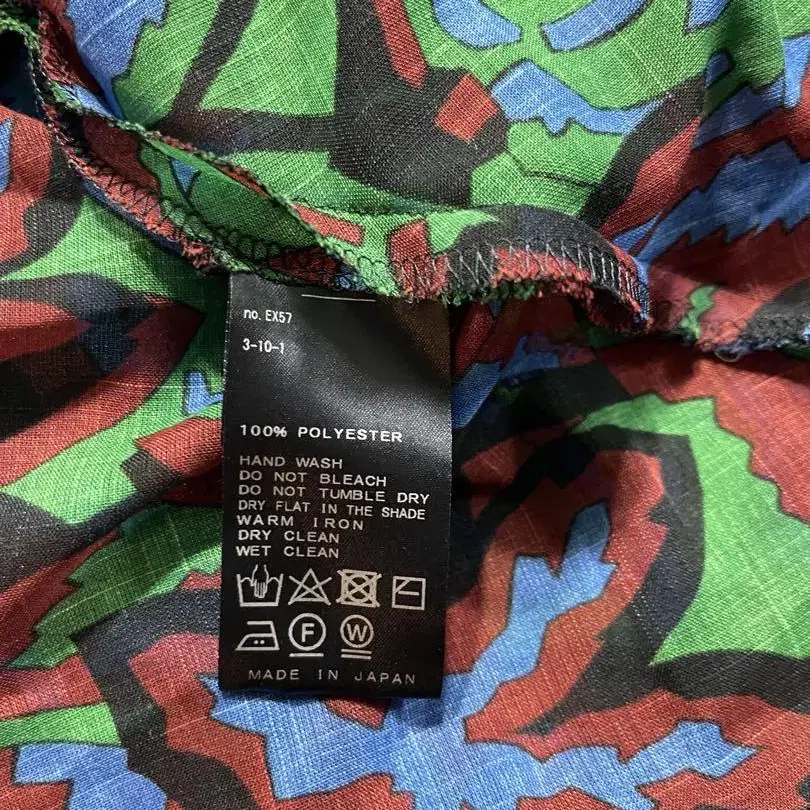 no. EX57
3-10-1
100% POLYESTER
HAND WASH
DO NOT BLEACH
DO NOT TUMBLE DRY
DRY FLAT IN THE SHADE
WARM IRON
DRY CLEAN
WET CLEAN
F W
MADE IN JAPAN